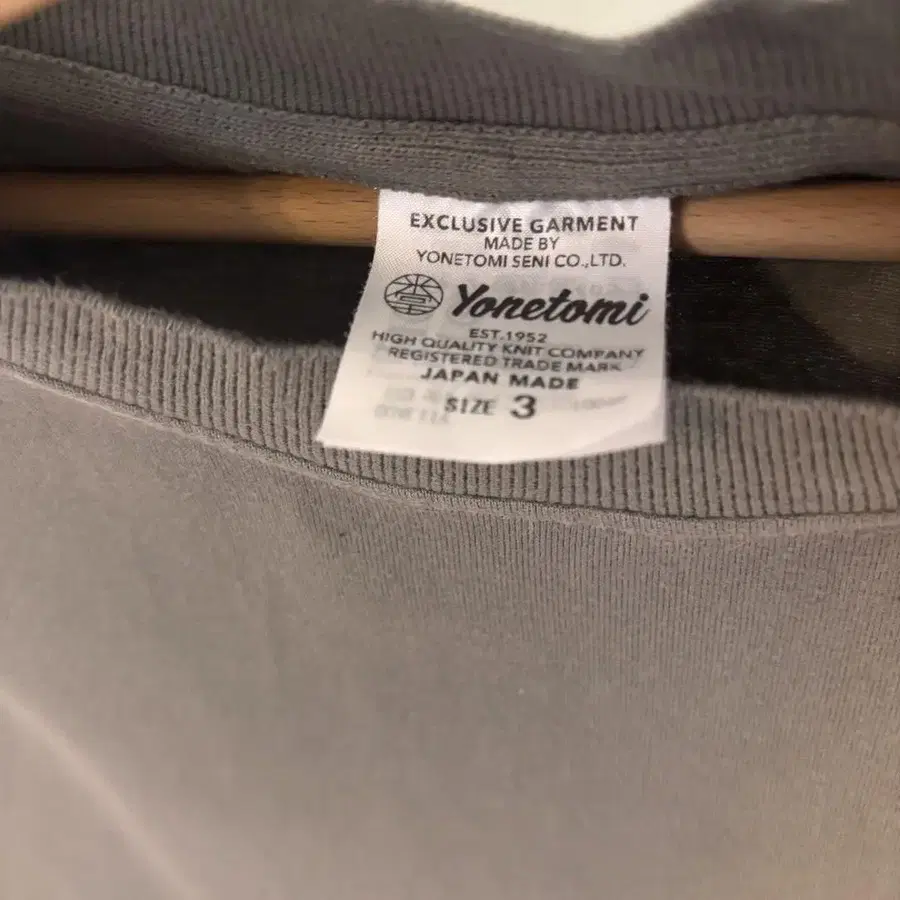 EXCLUSIVE GARMENT
MADE BY
YONETOMI SENI CO.,LTD.
Yonetomi
EST.1952
HIGH QUALITY KNIT COMPANY
REGISTERED TRADE MARK
JAPAN MADE
SIZE 3